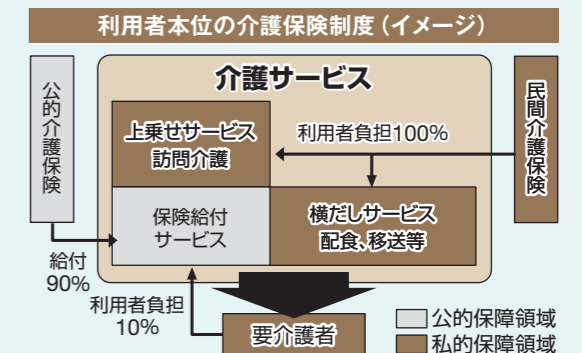 利用者本位の介護保険制度（イメージ）
介護サービス
公的介護保険
民間介護保険
上乗せサービス
訪問介護
利用者負担100%
保険給付
サービス
横だしサービス
配食、移送等
給付
90%
利用者負担
10%
要介護者
公的保障領域
私的保障領域